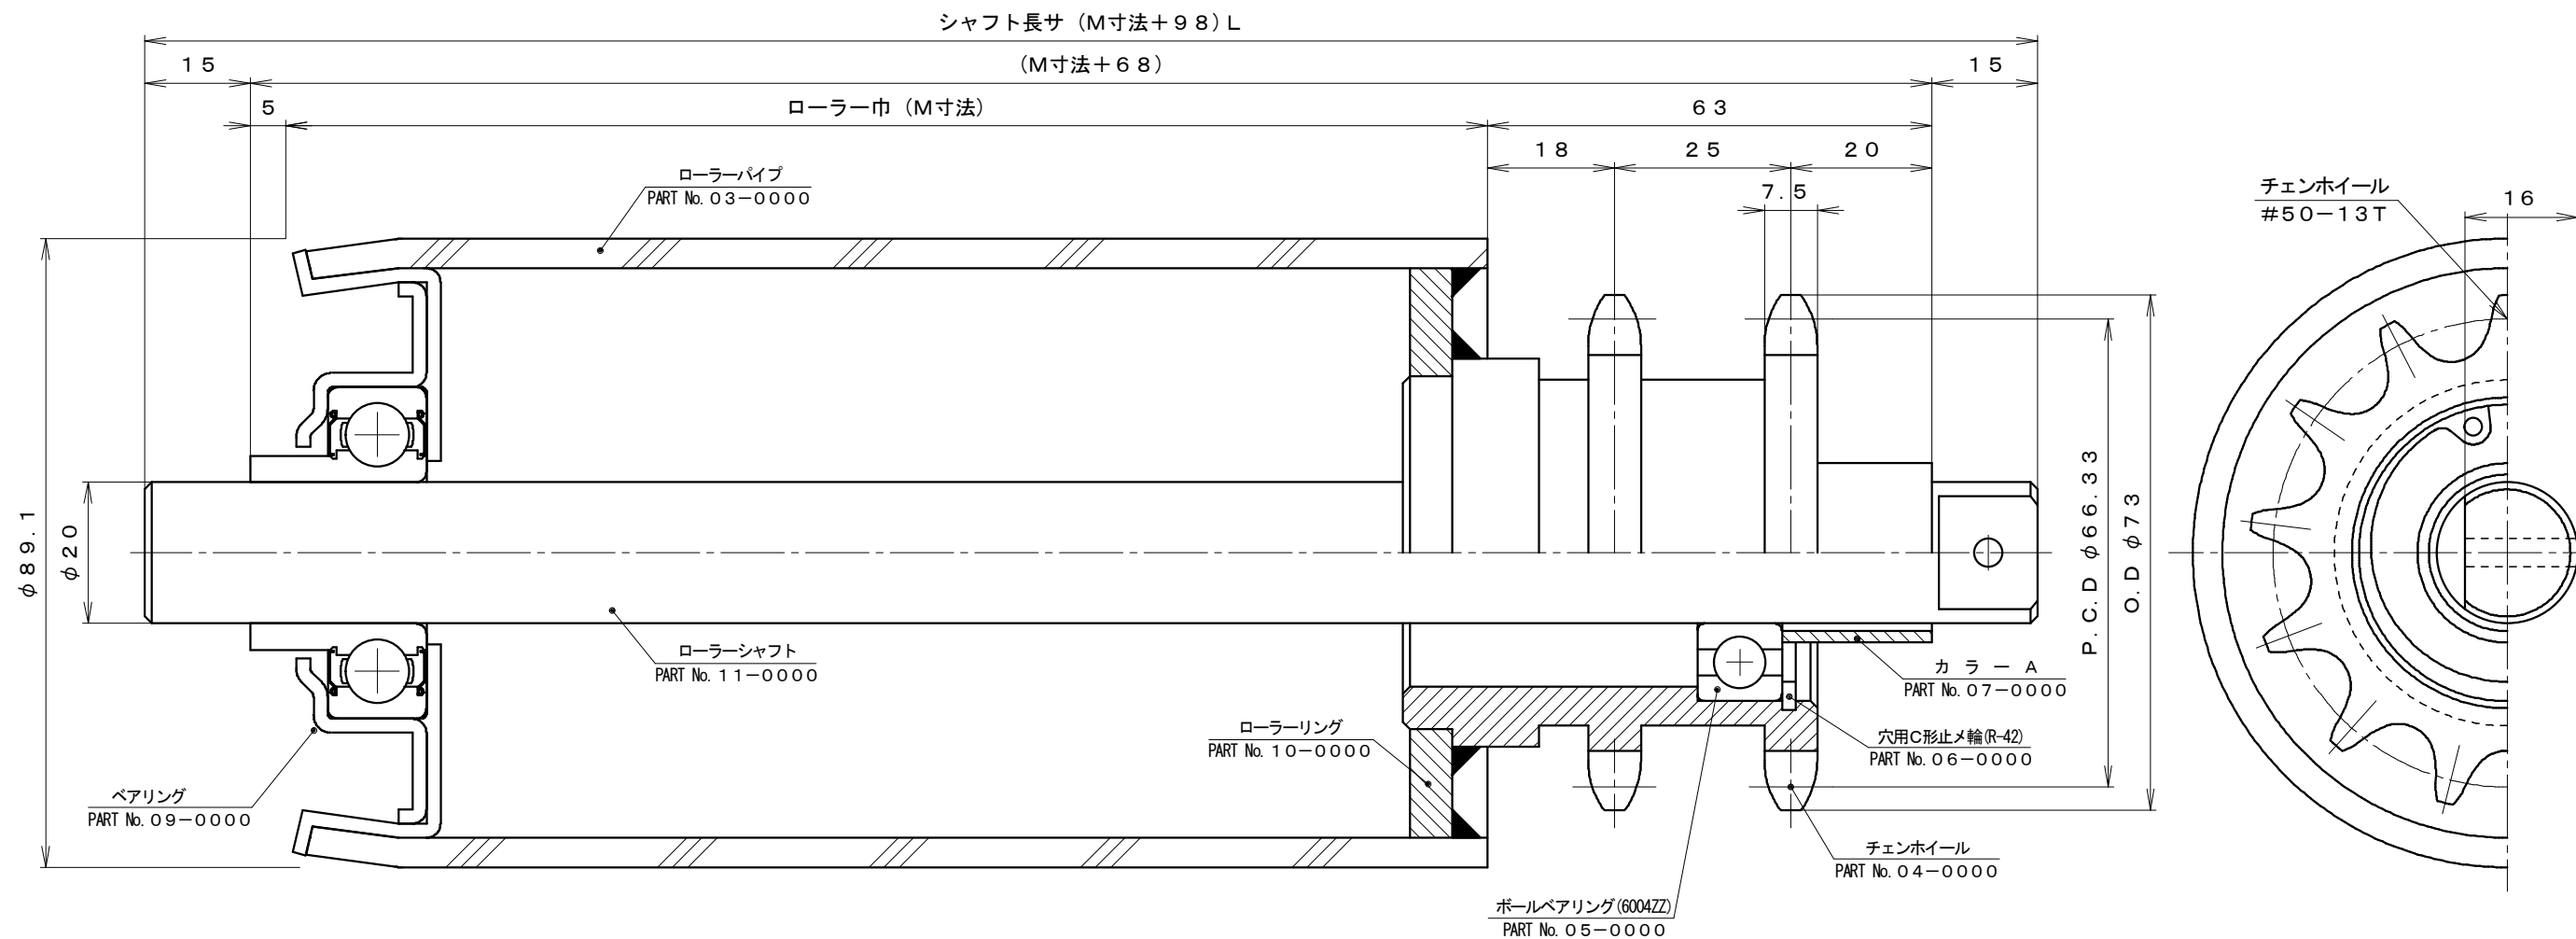 シャフト長サ（M寸法＋９８）L
１５
（M寸法＋６８）
１５
５
ローラー巾（M寸法）
６３
１８
２５
２０
７．５
ローラーパイプ
PART No.０３－００００
チェンホイール
＃５０－１３T
１６
φ８９．１
φ２０
P．C．D φ６６．３３
O．D φ７３
ローラーシャフト
PART No.１１－００００
カ ラ ー A
PART No.０７－００００
ローラーリング
PART No.１０－００００
穴用C形止メ輪(R-42)
PART No.０６－００００
ベアリング
PART No.０９－００００
チェンホイール
PART No.０４－００００
ボールベアリング(6004ZZ)
PART No.０５－００００